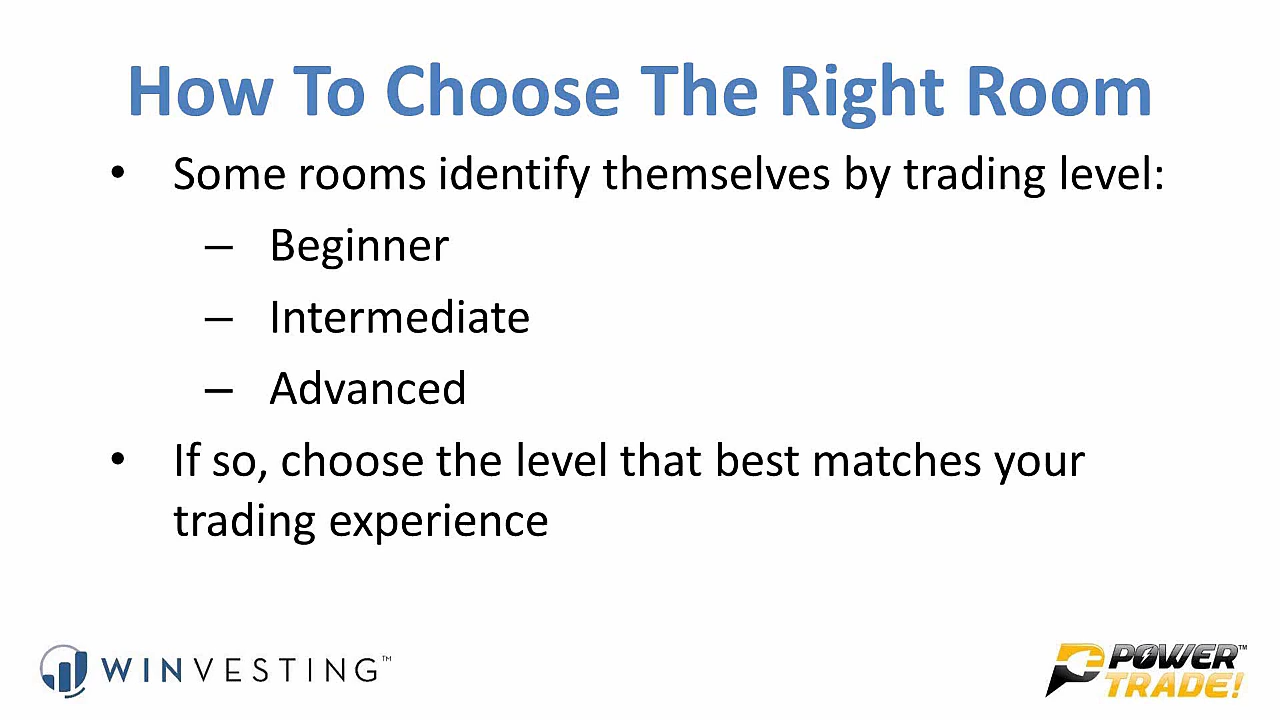 How To Choose The Right Room
• Some rooms identify themselves by trading level:
– Beginner
– Intermediate
– Advanced
• If so, choose the level that best matches your
trading experience
WINVESTING™
POWER™
TRADE!